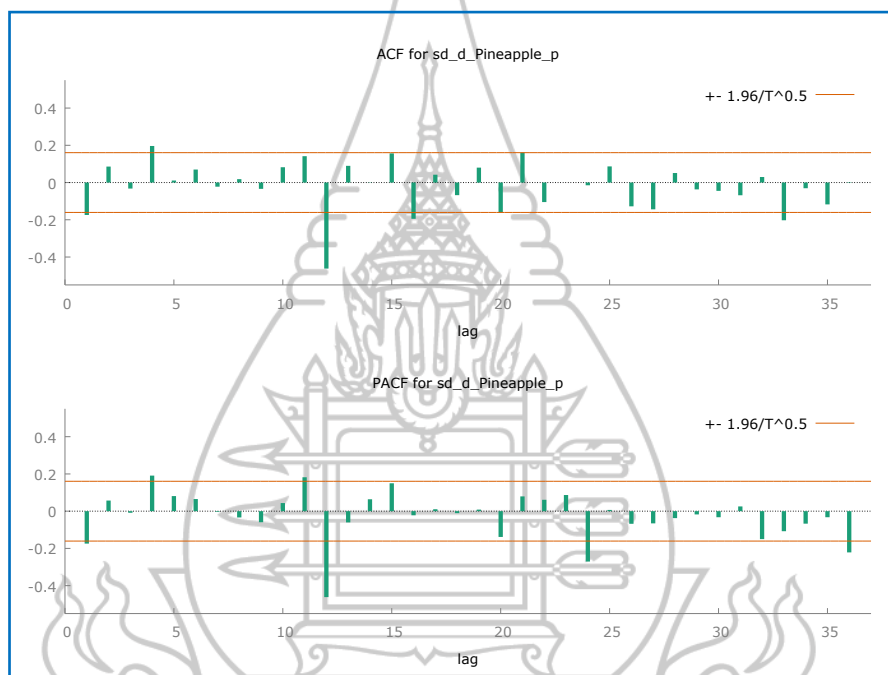 ACF for sd_d_Pineapple_p
+- 1.96/T^0.5
0.4
0.2
0
-0.2
-0.4
0 5 10 15 20 25 30 35
lag
PACF for sd_d_Pineapple_p
+- 1.96/T^0.5
0.4
0.2
0
-0.2
-0.4
0 5 10 15 20 25 30 35
lag